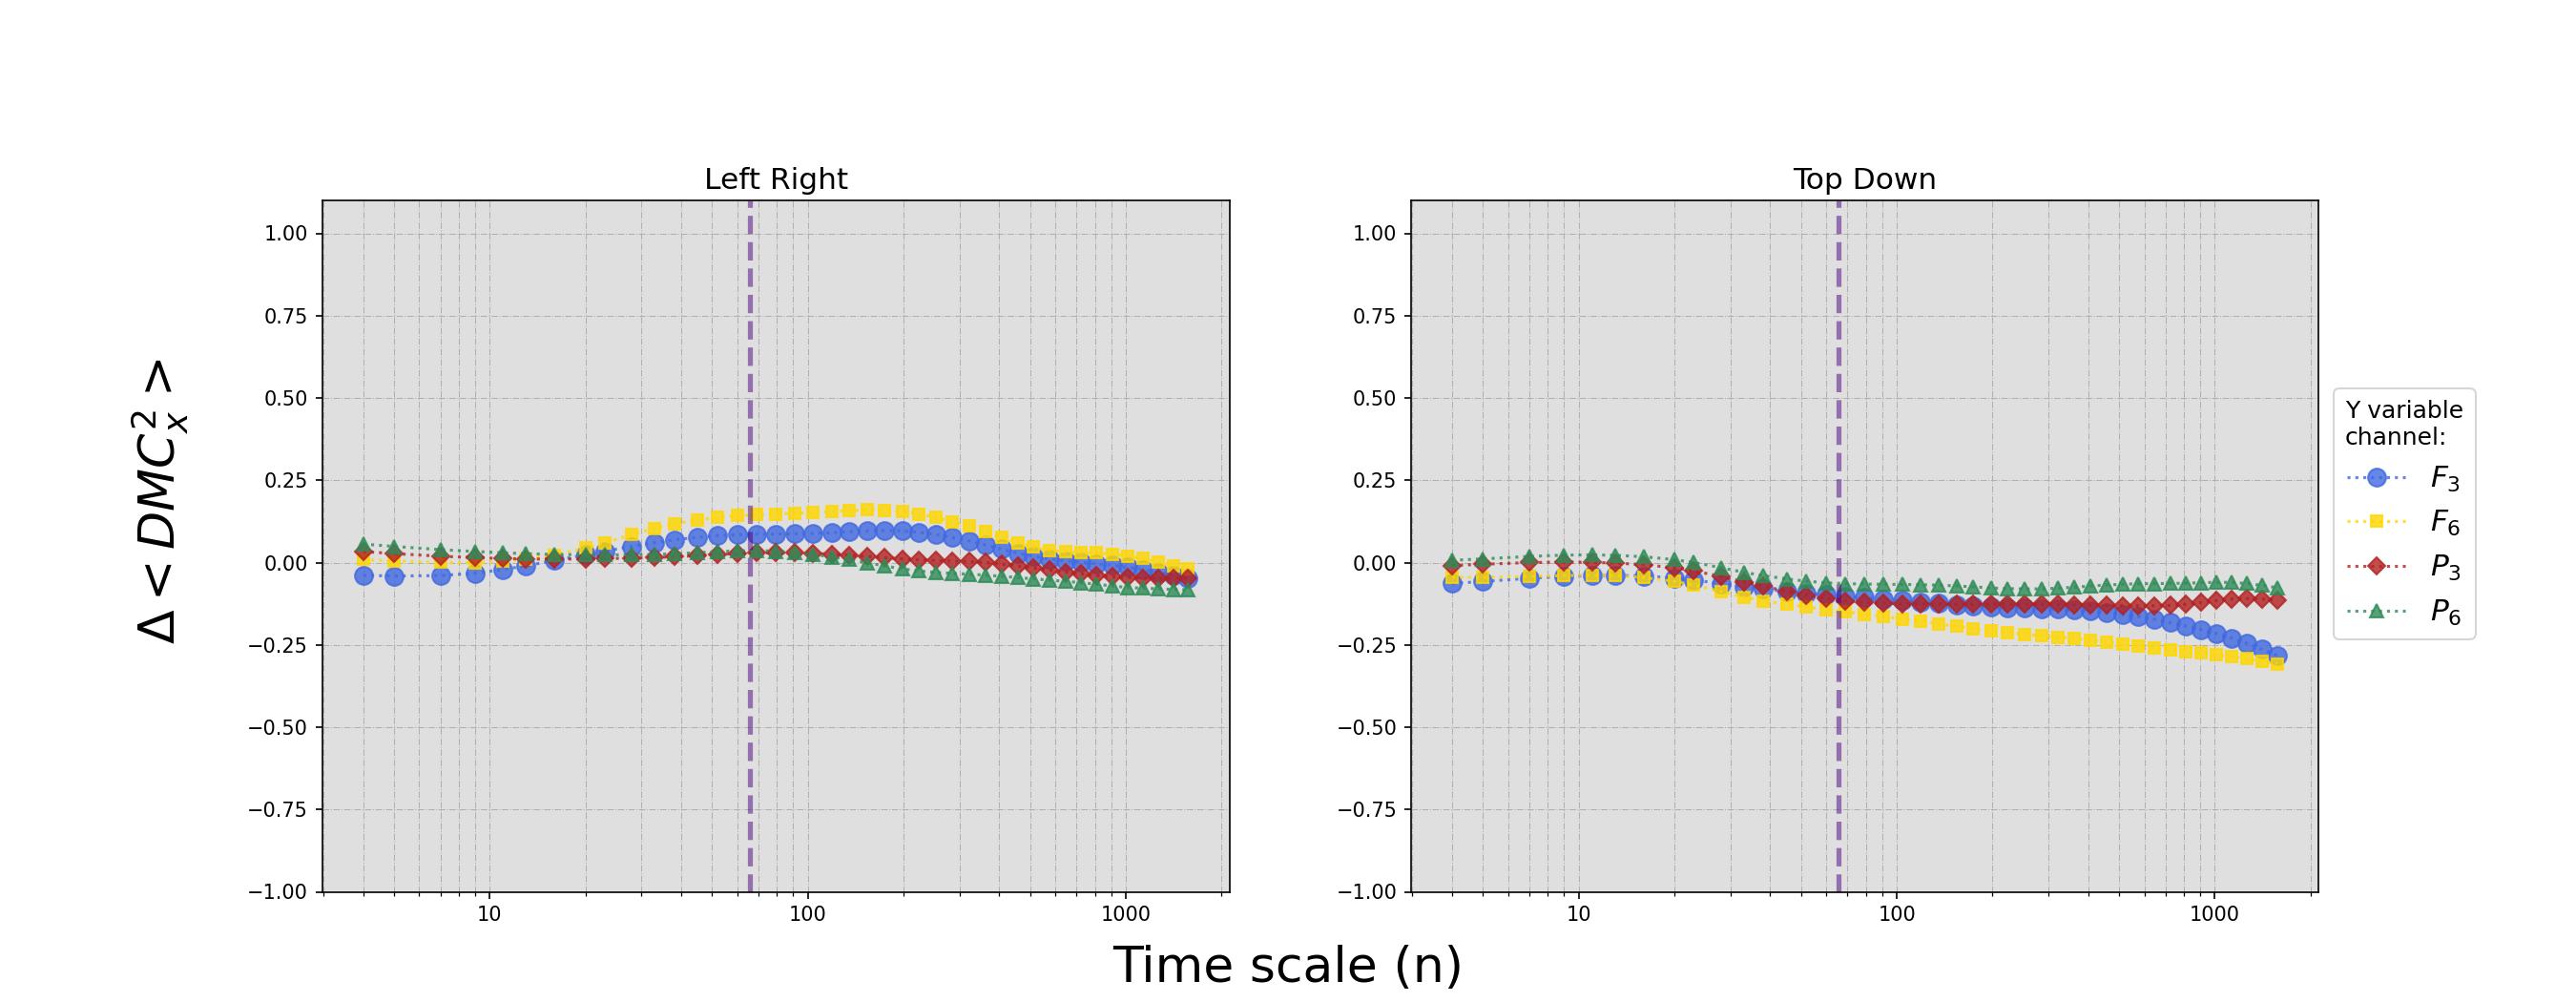 Left Right
Top Down
1.00
0.75
0.50
0.25
0.00
−0.25
−0.50
−0.75
−1.00
10 100 1000
1.00
0.75
0.50
0.25
0.00
−0.25
−0.50
−0.75
−1.00
10 100 1000
Δ < DMC²ₓ >
Time scale (n)
Y variable
channel:
F₃
F₆
P₃
P₆